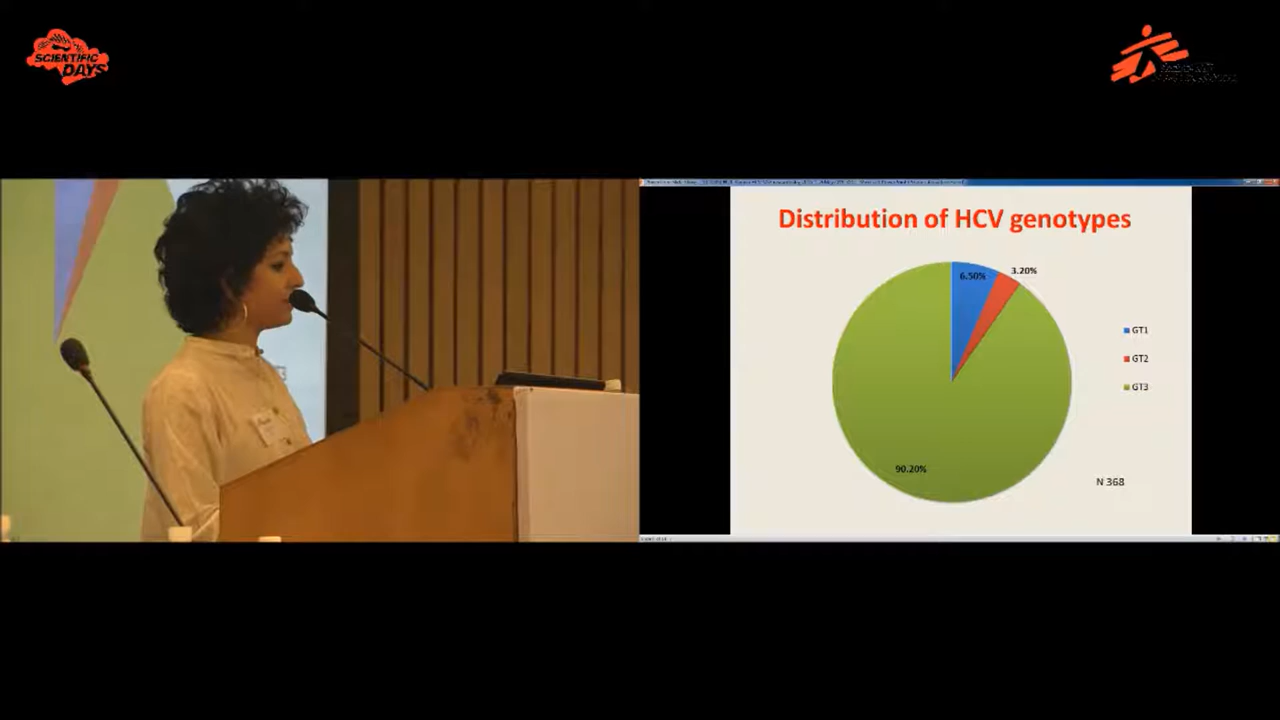 SCIENTIFIC
DAYS
Distribution of HCV genotypes
6.50%
3.20%
GT1
GT2
GT3
90.20%
N 368